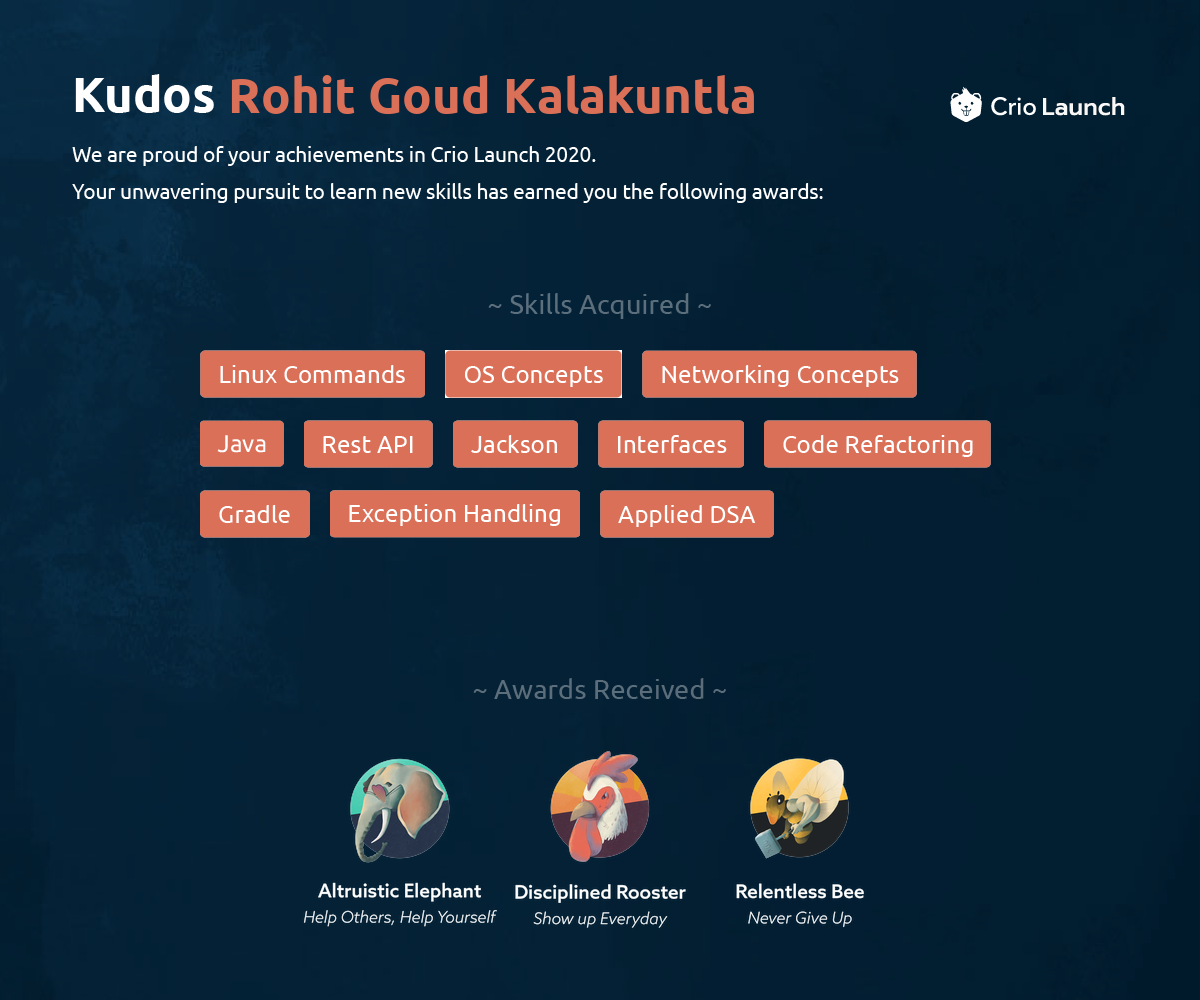 Kudos Rohit Goud Kalakuntla
Crio Launch
We are proud of your achievements in Crio Launch 2020.
Your unwavering pursuit to learn new skills has earned you the following awards:
~ Skills Acquired ~
Linux Commands OS Concepts Networking Concepts
Java Rest API Jackson Interfaces Code Refactoring
Gradle Exception Handling Applied DSA
~ Awards Received ~
Altruistic Elephant Disciplined Rooster Relentless Bee
Help Others, Help Yourself Show up Everyday Never Give Up